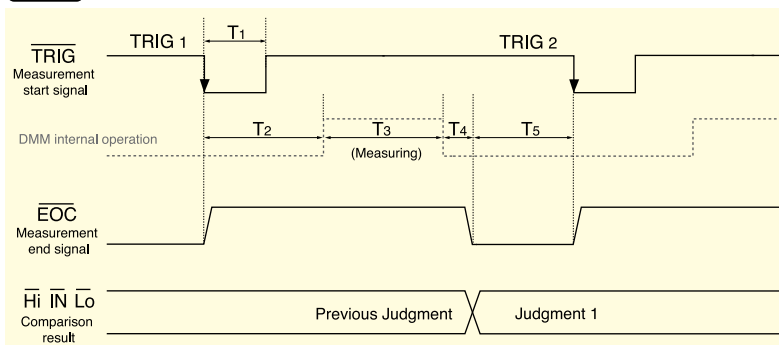 TRIG 1
T1
TRIG 2
TRIG
Measurement
start signal
DMM internal operation
T2
T3
T4
T5
(Measuring)
EOC
Measurement
end signal
Hi IN Lo
Comparison
result
Previous Judgment
Judgment 1